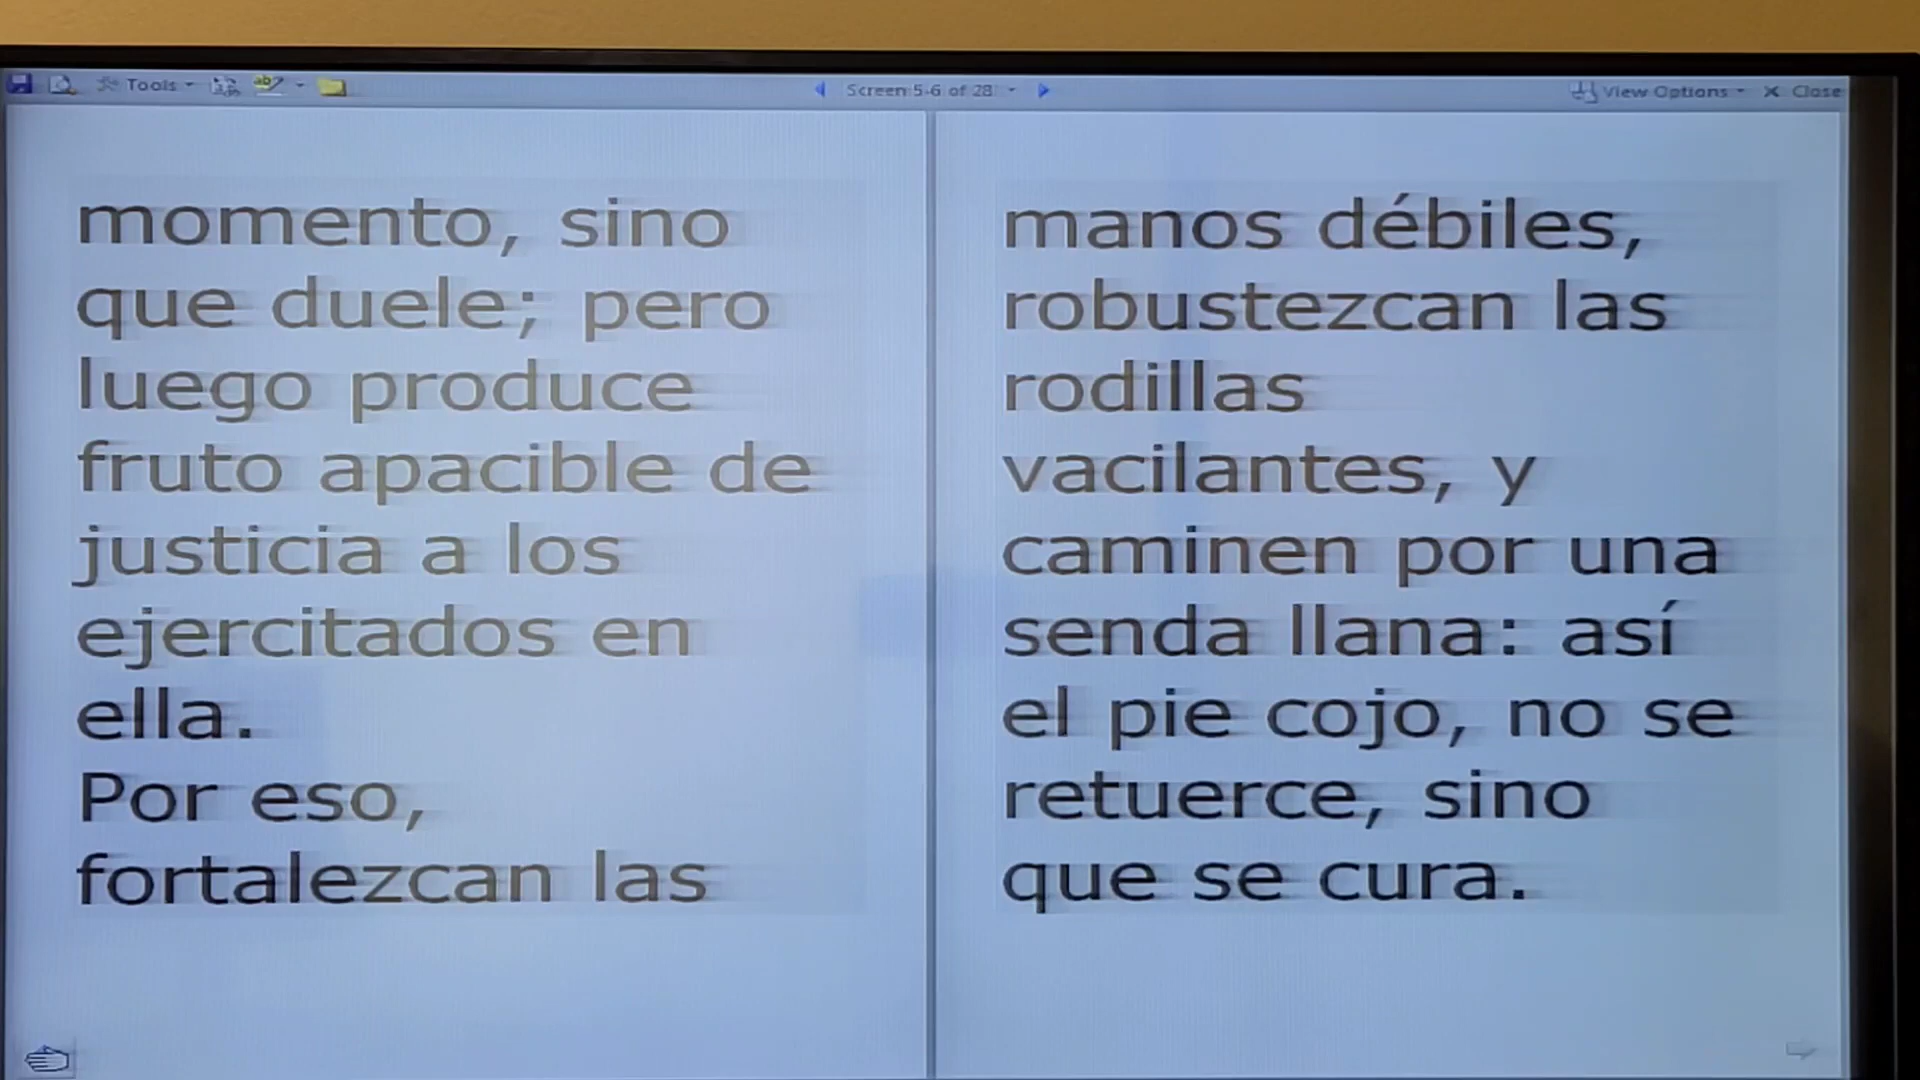 Tools
Screen 5-6 of 28
View Options
Close
momento, sino
que duele; pero
luego produce
fruto apacible de
justicia a los
ejercitados en
ella.
Por eso,
fortalezcan las
manos débiles,
robustezcan las
rodillas
vacilantes, y
caminen por una
senda llana: así
el pie cojo, no se
retuerce, sino
que se cura.